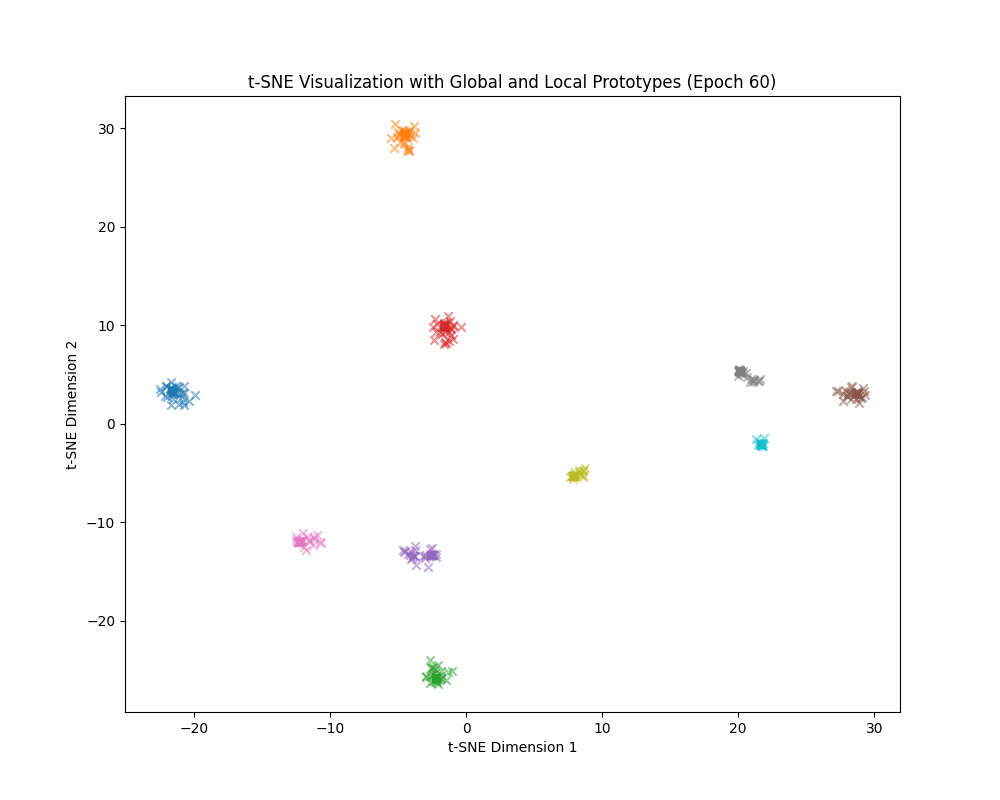 t-SNE Visualization with Global and Local Prototypes (Epoch 60)
30
20
10
0
−10
−20
t-SNE Dimension 2
−20 −10 0 10 20 30
t-SNE Dimension 1